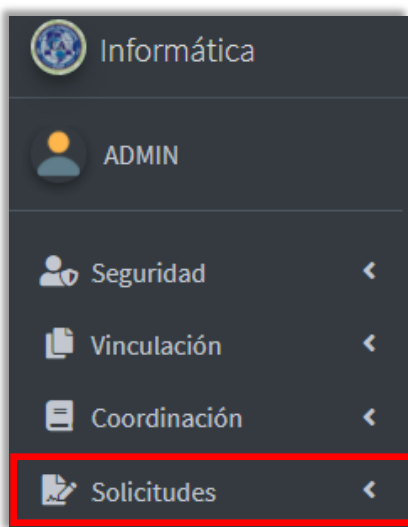 Informática
ADMIN
Seguridad
Vinculación
Coordinación
Solicitudes